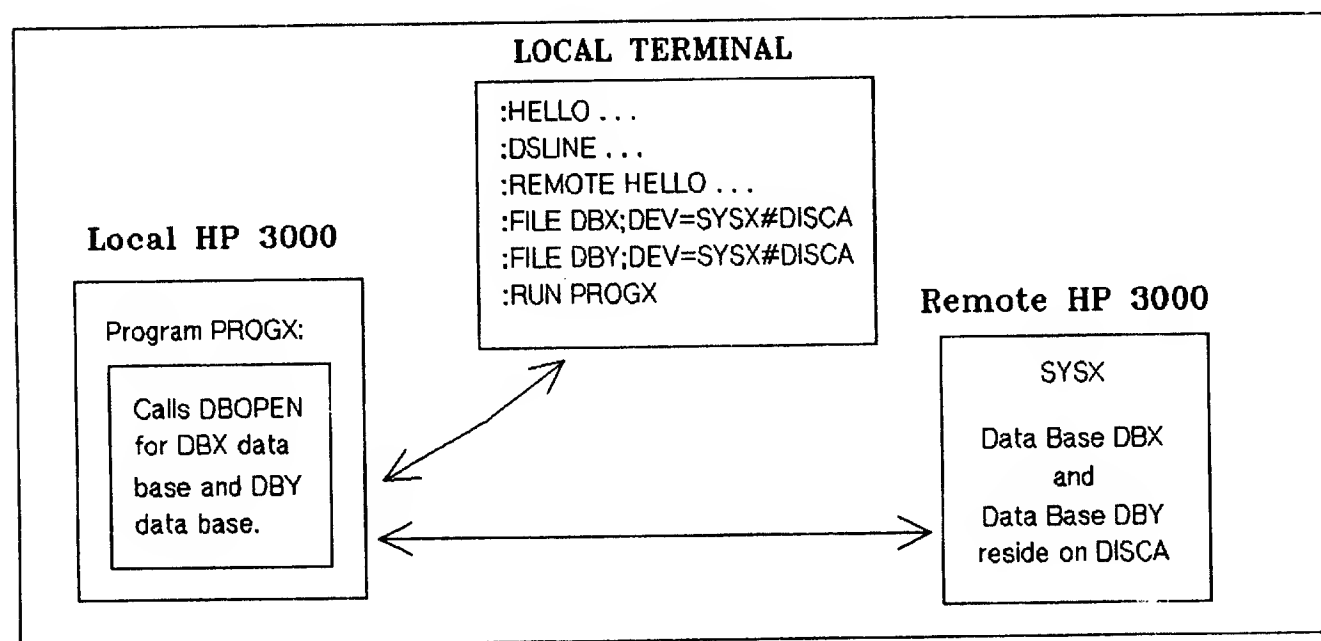 LOCAL TERMINAL
:HELLO . . .
:DSLINE . . .
:REMOTE HELLO . . .
:FILE DBX;DEV=SYSX#DISCA
:FILE DBY;DEV=SYSX#DISCA
:RUN PROGX
Local HP 3000
Program PROGX:
Calls DBOPEN
for DBX data
base and DBY
data base.
Remote HP 3000
SYSX
Data Base DBX
and
Data Base DBY
reside on DISCA